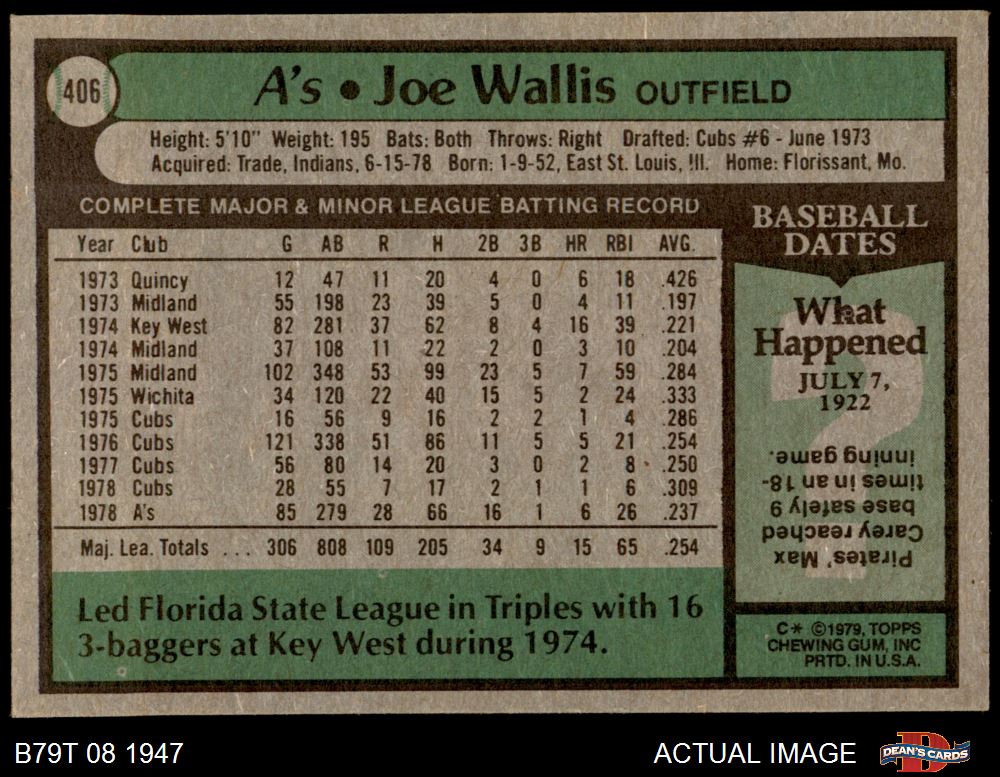 406
A's • Joe Wallis OUTFIELD
Height: 5'10" Weight: 195 Bats: Both Throws: Right Drafted: Cubs #6 - June 1973
Acquired: Trade, Indians, 6-15-78 Born: 1-9-52, East St. Louis, Ill. Home: Florissant, Mo.
COMPLETE MAJOR & MINOR LEAGUE BATTING RECORD
Year Club G AB R H 2B 3B HR RBI AVG.
1973 Quincy 12 47 11 20 4 0 6 18 .426
1973 Midland 55 198 23 39 5 0 4 11 .197
1974 Key West 82 281 37 62 8 4 16 39 .221
1974 Midland 37 108 11 22 2 0 3 10 .204
1975 Midland 102 348 53 99 23 5 7 59 .284
1975 Wichita 34 120 22 40 15 5 2 24 .333
1975 Cubs 16 56 9 16 2 2 1 4 .286
1976 Cubs 121 338 51 86 11 5 5 21 .254
1977 Cubs 56 80 14 20 3 0 2 8 .250
1978 Cubs 28 55 7 17 2 1 1 6 .309
1978 A's 85 279 28 66 16 1 6 26 .237
Maj. Lea. Totals ... 306 808 109 205 34 9 15 65 .254
Led Florida State League in Triples with 16
3-baggers at Key West during 1974.
BASEBALL
DATES
What
Happened
JULY 7,
1922
Pirates' Max
Carey reached
base safely 9
times in an 18-
inning game.
C* ©1979, TOPPS
CHEWING GUM, INC
PRTD. IN U.S.A.
B79T 08 1947
ACTUAL IMAGE
DEAN'S CARDS